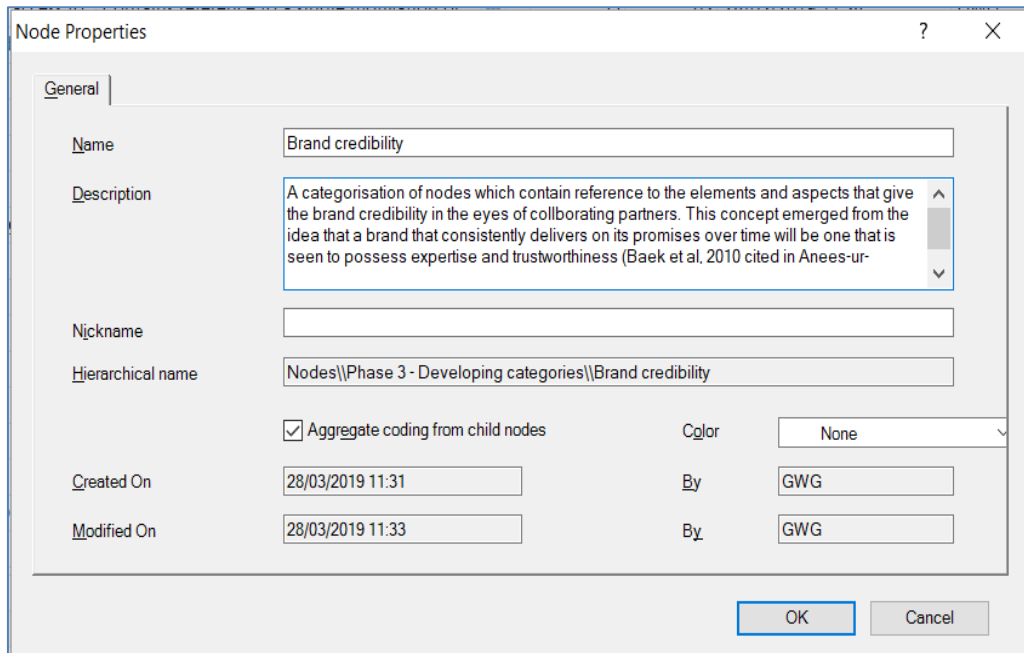 Node Properties ? X
General
Name Brand credibility
Description A categorisation of nodes which contain reference to the elements and aspects that give
the brand credibility in the eyes of collborating partners. This concept emerged from the
idea that a brand that consistently delivers on its promises over time will be one that is
seen to possess expertise and trustworthiness (Baek et al, 2010 cited in Anees-ur-
Nickname
Hierarchical name Nodes\\Phase 3 - Developing categories\\Brand credibility
Aggregate coding from child nodes Color None
Created On 28/03/2019 11:31 By GWG
Modified On 28/03/2019 11:33 By GWG
OK Cancel